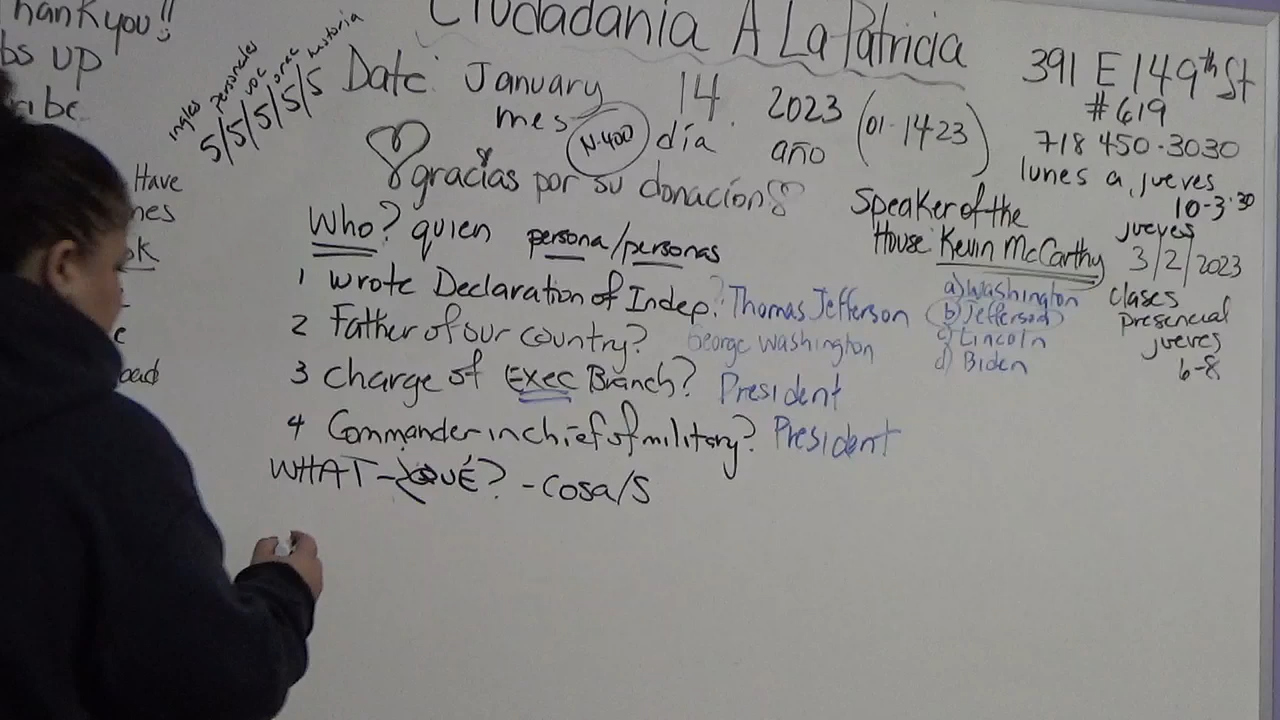 hank you!!
bs UP
ribe
Have
nes
ok
e
oad
ingles personales voc orac historia
5/5/5/5/5
Ciudadania A La Patricia
Date: January 14, 2023 (01-14-23)
mes día año
N-400
gracias por su donación
Who? quien persona/personas
1 Wrote Declaration of Indep.? Thomas Jefferson
2 Father of our country? George Washington
3 Charge of Exec Branch? President
4 Commander in chief of military? President
WHAT - ¿QUÉ? - Cosa/s
Speaker of the
House: Kevin McCarthy
a) Washington
b) Jefferson
c) Lincoln
d) Biden
391 E 149th St
#619
718 450-3030
lunes a jueves
10-3:30
jueves
3/2/2023
clases
presencial
jueves
6-8